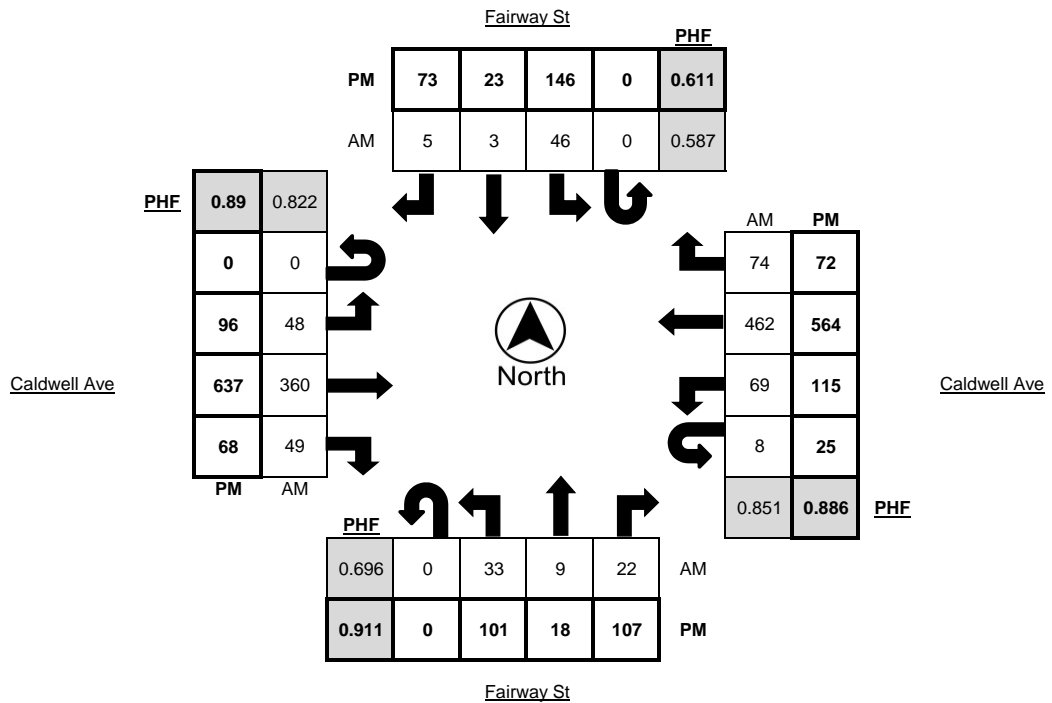 Fairway St
PHF
PM 73 23 146 0 0.611
AM 5 3 46 0 0.587
PHF 0.89 0.822
0 0
96 48
Caldwell Ave 637 360
68 49
PM AM
North
AM PM
74 72
462 564
69 115 Caldwell Ave
8 25
0.851 0.886 PHF
PHF
0.696 0 33 9 22 AM
0.911 0 101 18 107 PM
Fairway St